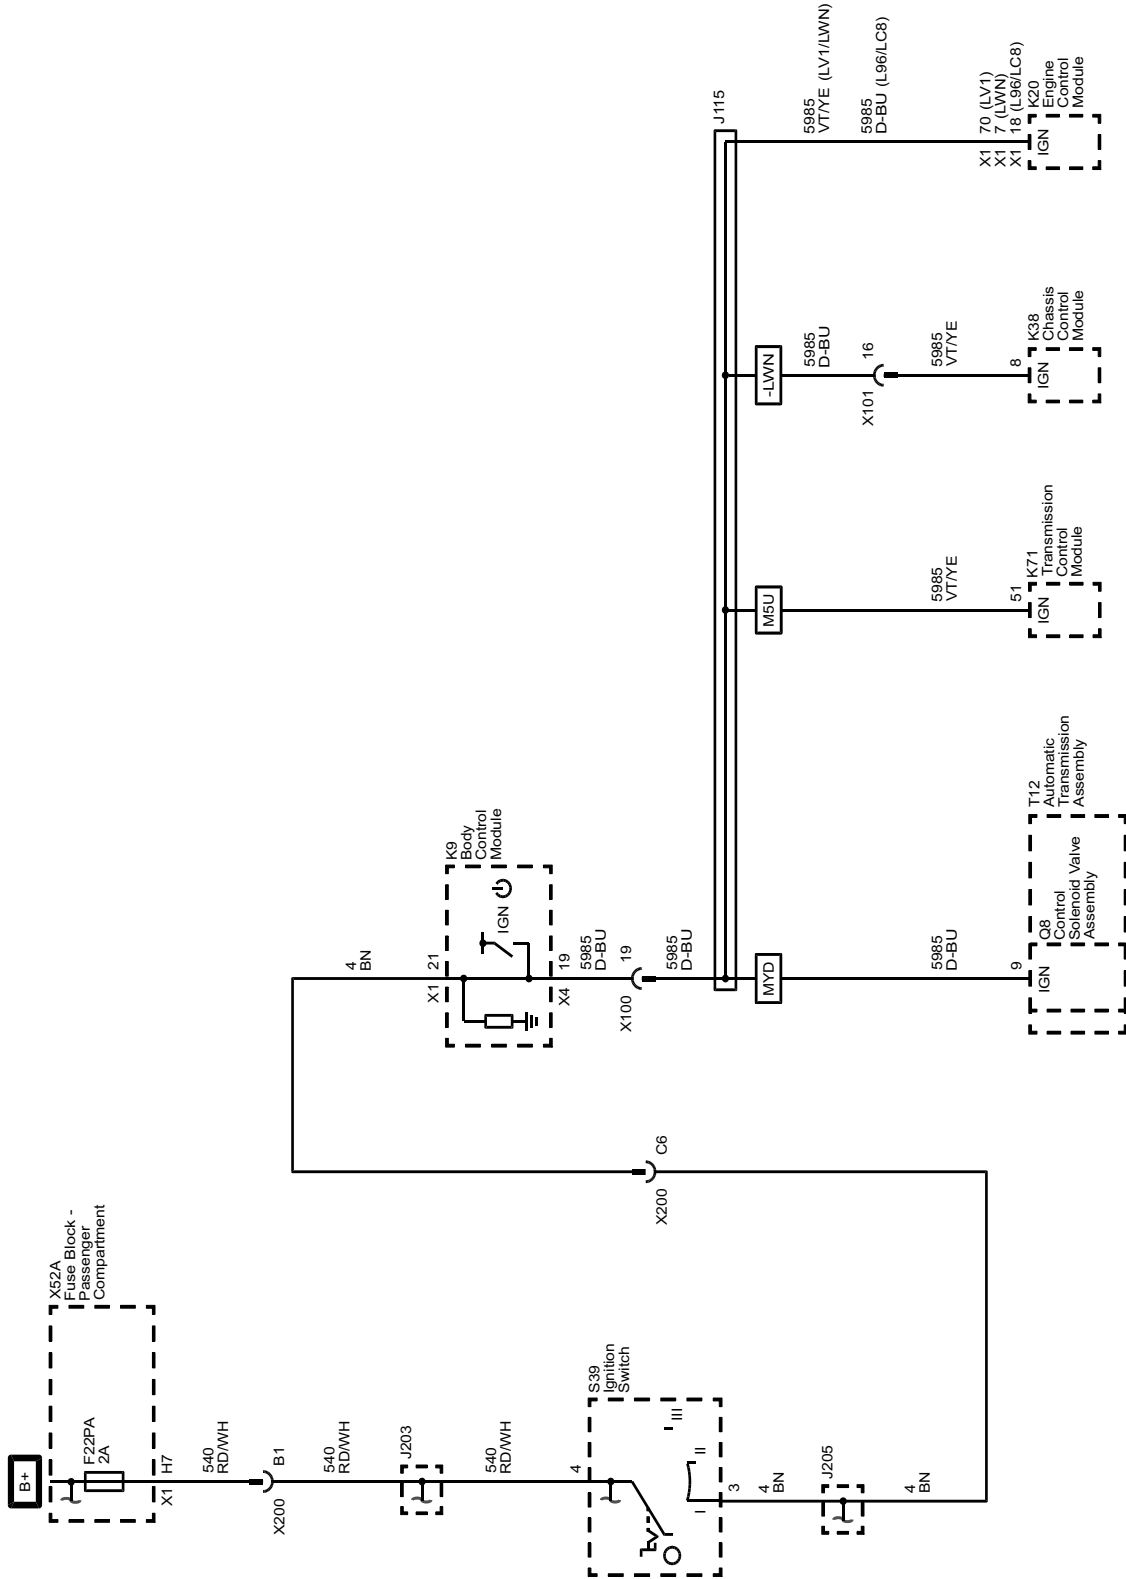 B+
X52A
Fuse Block -
Passenger
Compartment
F22PA
2A
X1 H7
540
RD/WH
X200 B1
540
RD/WH
J203
540
RD/WH
4
S39
Ignition
Switch
I
II
III
3
4
BN
J205
4
BN
X200 C6
4
BN
X1 21
K9
Body
Control
Module
IGN
X4 19
5985
D-BU
X100 19
5985
D-BU
J115
MYD
5985
D-BU
9
IGN
Q8
Control
Solenoid Valve
Assembly
T12
Automatic
Transmission
Assembly
M5U
5985
VT/YE
51
IGN
K71
Transmission
Control
Module
-LWN
5985
D-BU
X101 16
5985
VT/YE
8
IGN
K38
Chassis
Control
Module
5985
VT/YE (LV1/LWN)
5985
D-BU (L96/LC8)
X1 70 (LV1)
X1 7 (LWN)
X1 18 (L96/LC8)
IGN
K20
Engine
Control
Module